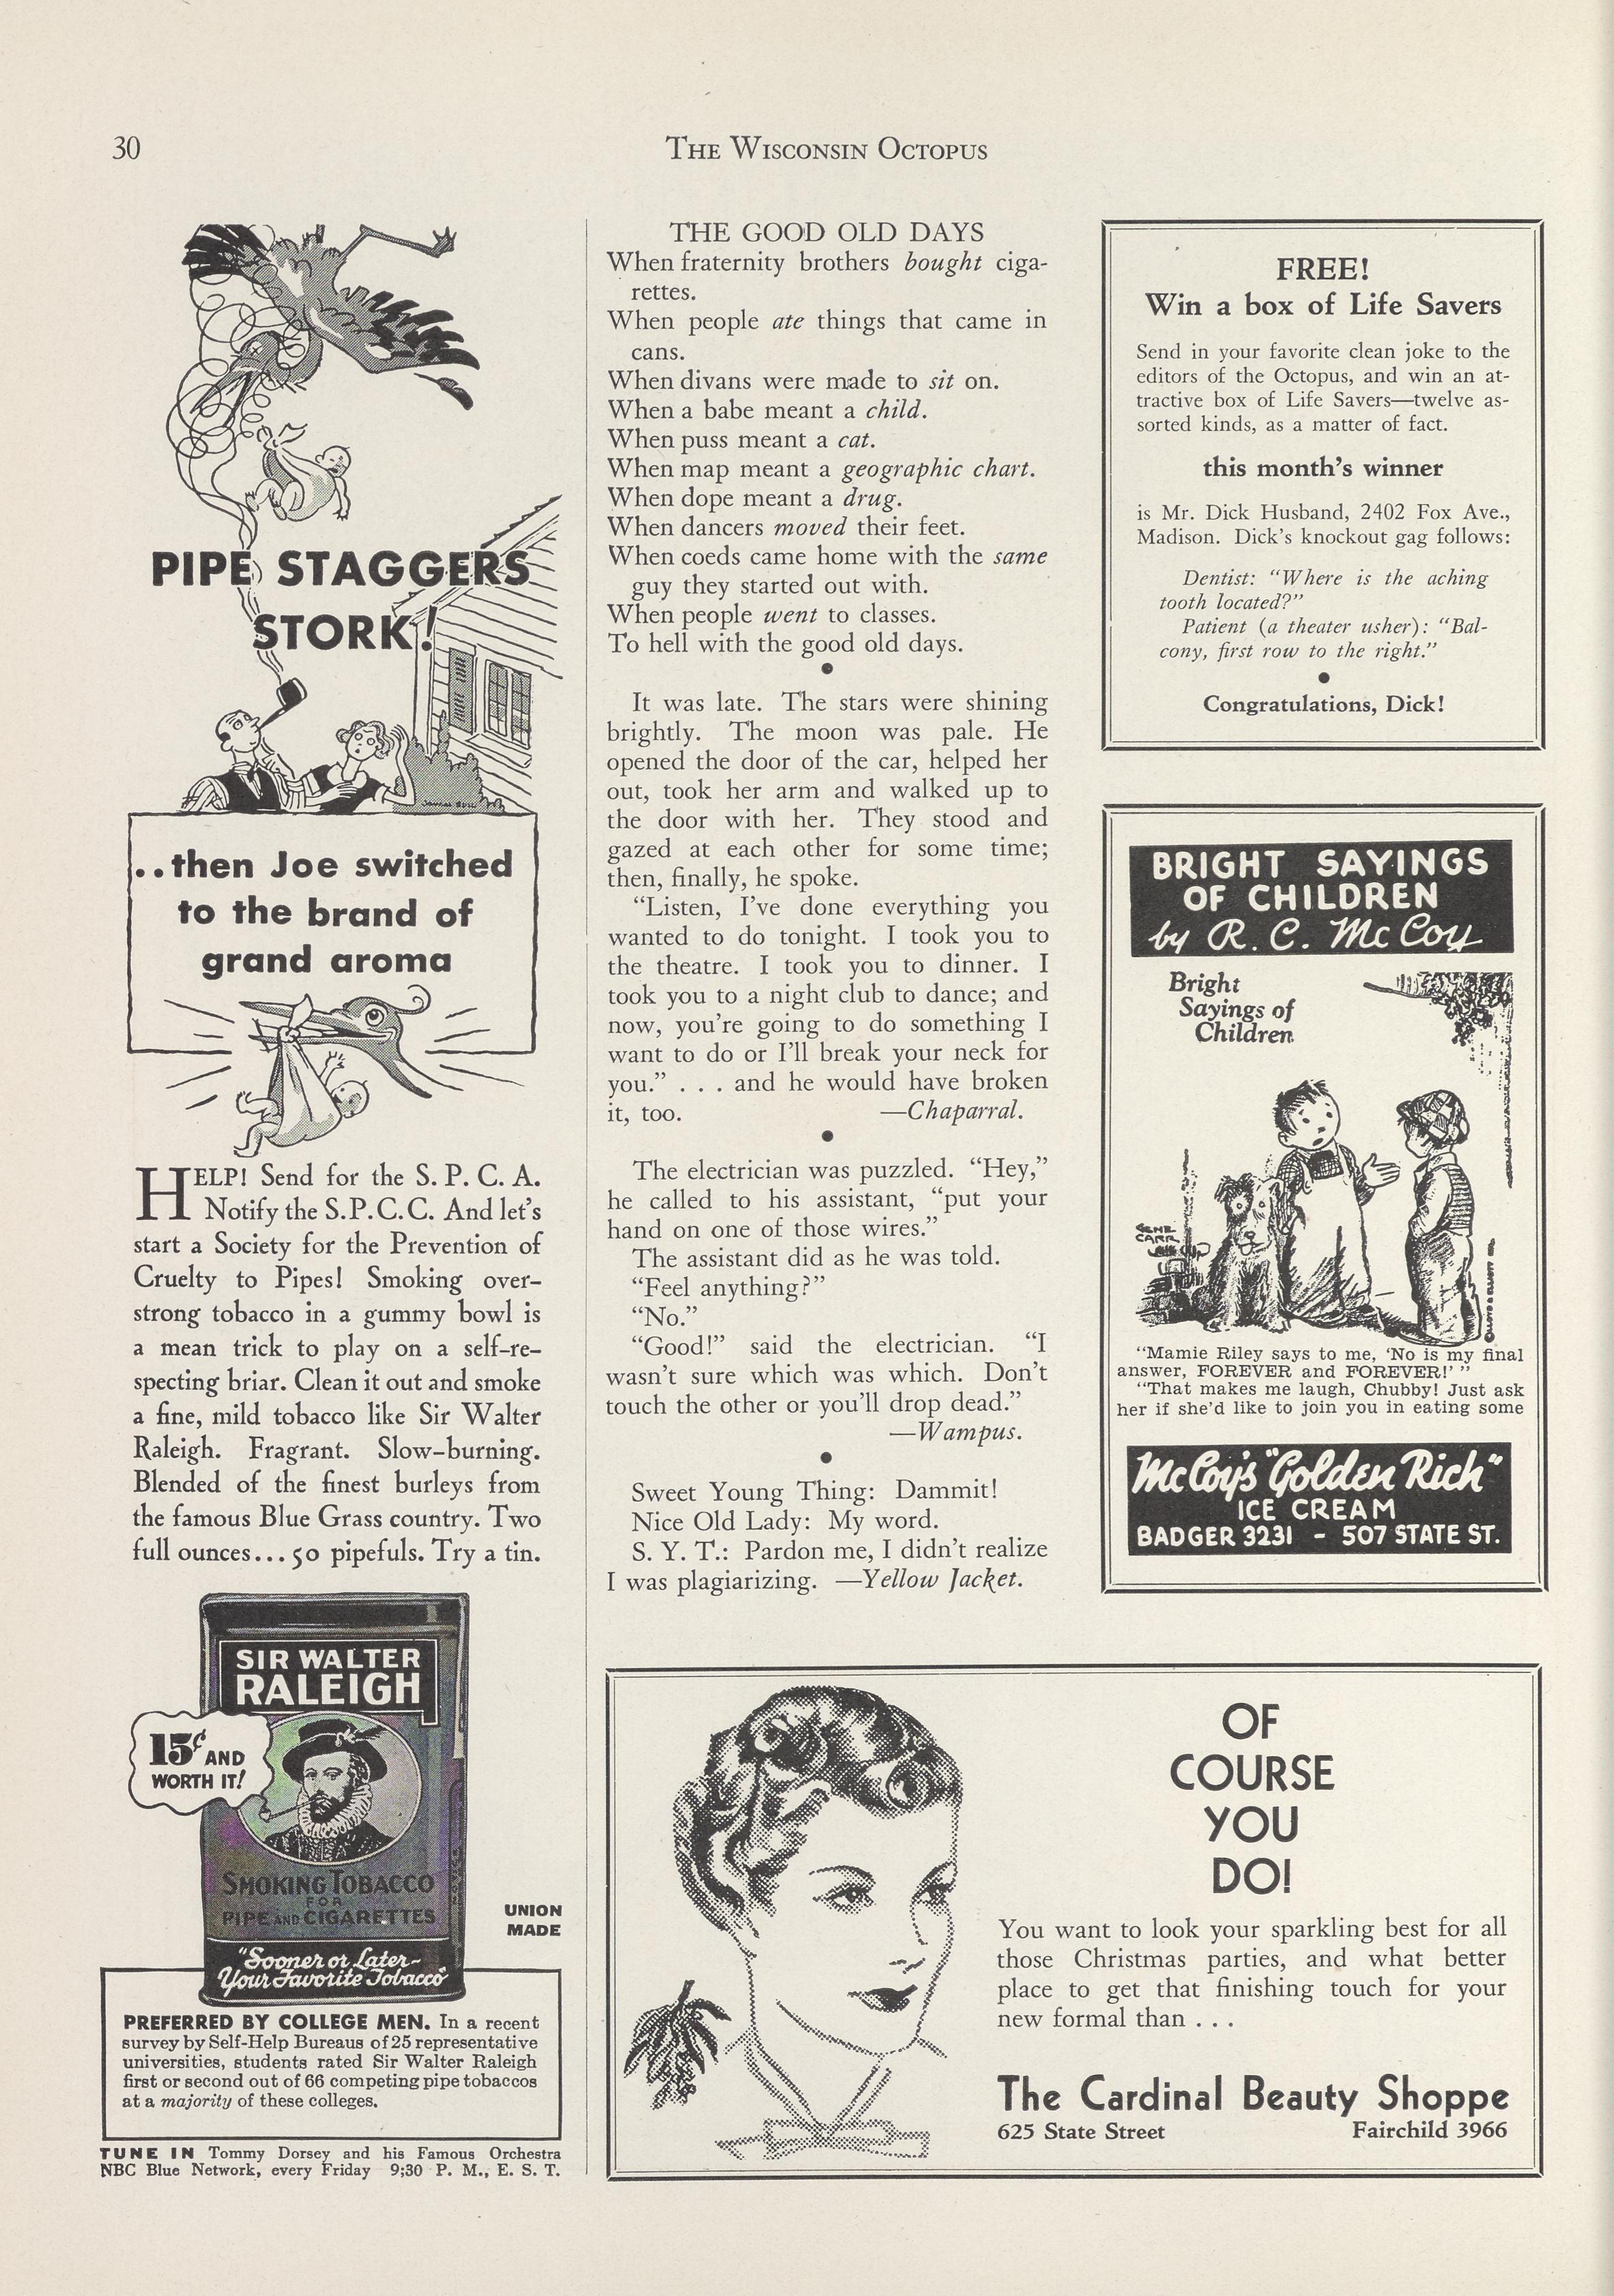 30
THE WISCONSIN OCTOPUS
PIPE STAGGERS
STORK!
..then Joe switched
to the brand of
grand aroma
HELP! Send for the S. P. C. A.
Notify the S.P.C.C. And let's
start a Society for the Prevention of
Cruelty to Pipes! Smoking over-
strong tobacco in a gummy bowl is
a mean trick to play on a self-re-
specting briar. Clean it out and smoke
a fine, mild tobacco like Sir Walter
Raleigh. Fragrant. Slow-burning.
Blended of the finest burleys from
the famous Blue Grass country. Two
full ounces...50 pipefuls. Try a tin.
SIR WALTER
RALEIGH
15¢ AND
WORTH IT!
SMOKING TOBACCO
FOR
PIPE AND CIGARETTES
"Sooner or Later-
Your Favorite Tobacco"
UNION
MADE
PREFERRED BY COLLEGE MEN. In a recent
survey by Self-Help Bureaus of 25 representative
universities, students rated Sir Walter Raleigh
first or second out of 66 competing pipe tobaccos
at a majority of these colleges.
TUNE IN Tommy Dorsey and his Famous Orchestra
NBC Blue Network, every Friday 9;30 P. M., E. S. T.
THE GOOD OLD DAYS
When fraternity brothers bought ciga-
rettes.
When people ate things that came in
cans.
When divans were made to sit on.
When a babe meant a child.
When puss meant a cat.
When map meant a geographic chart.
When dope meant a drug.
When dancers moved their feet.
When coeds came home with the same
guy they started out with.
When people went to classes.
To hell with the good old days.
It was late. The stars were shining
brightly. The moon was pale. He
opened the door of the car, helped her
out, took her arm and walked up to
the door with her. They stood and
gazed at each other for some time;
then, finally, he spoke.
"Listen, I've done everything you
wanted to do tonight. I took you to
the theatre. I took you to dinner. I
took you to a night club to dance; and
now, you're going to do something I
want to do or I'll break your neck for
you." . . . and he would have broken
it, too. —Chaparral.
The electrician was puzzled. "Hey,"
he called to his assistant, "put your
hand on one of those wires."
The assistant did as he was told.
"Feel anything?"
"No."
"Good!" said the electrician. "I
wasn't sure which was which. Don't
touch the other or you'll drop dead."
—Wampus.
Sweet Young Thing: Dammit!
Nice Old Lady: My word.
S. Y. T.: Pardon me, I didn't realize
I was plagiarizing. —Yellow Jacket.
FREE!
Win a box of Life Savers
Send in your favorite clean joke to the
editors of the Octopus, and win an at-
tractive box of Life Savers—twelve as-
sorted kinds, as a matter of fact.
this month's winner
is Mr. Dick Husband, 2402 Fox Ave.,
Madison. Dick's knockout gag follows:
Dentist: "Where is the aching
tooth located?"
Patient (a theater usher): "Bal-
cony, first row to the right."
Congratulations, Dick!
BRIGHT SAYINGS
OF CHILDREN
by R. C. McCoy
Bright
Sayings of
Children
GENE
CARR
"Mamie Riley says to me, 'No is my final
answer, FOREVER and FOREVER!' "
"That makes me laugh, Chubby! Just ask
her if she'd like to join you in eating some
McCoy's "Golden Rich"
ICE CREAM
BADGER 3231 - 507 STATE ST.
OF
COURSE
YOU
DO!
You want to look your sparkling best for all
those Christmas parties, and what better
place to get that finishing touch for your
new formal than . . .
The Cardinal Beauty Shoppe
625 State Street Fairchild 3966